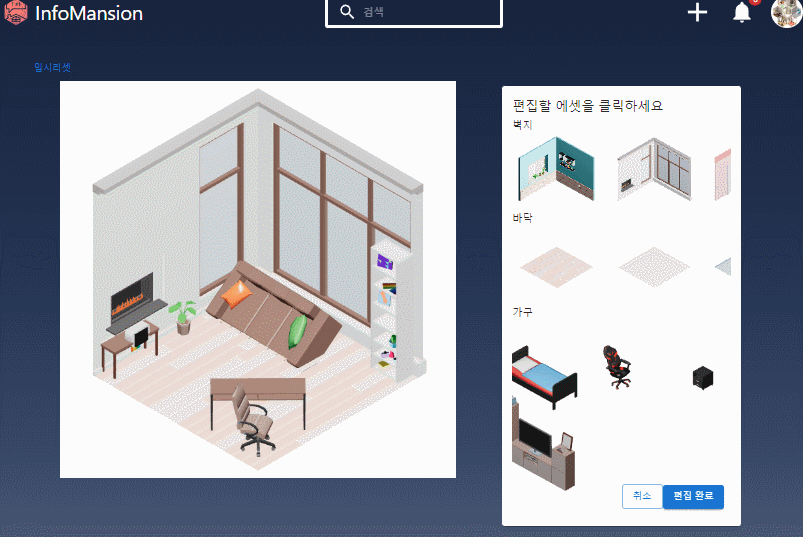 InfoMansion
검색
임시리셋
편집할 에셋을 클릭하세요
벽지
바닥
가구
취소
편집 완료